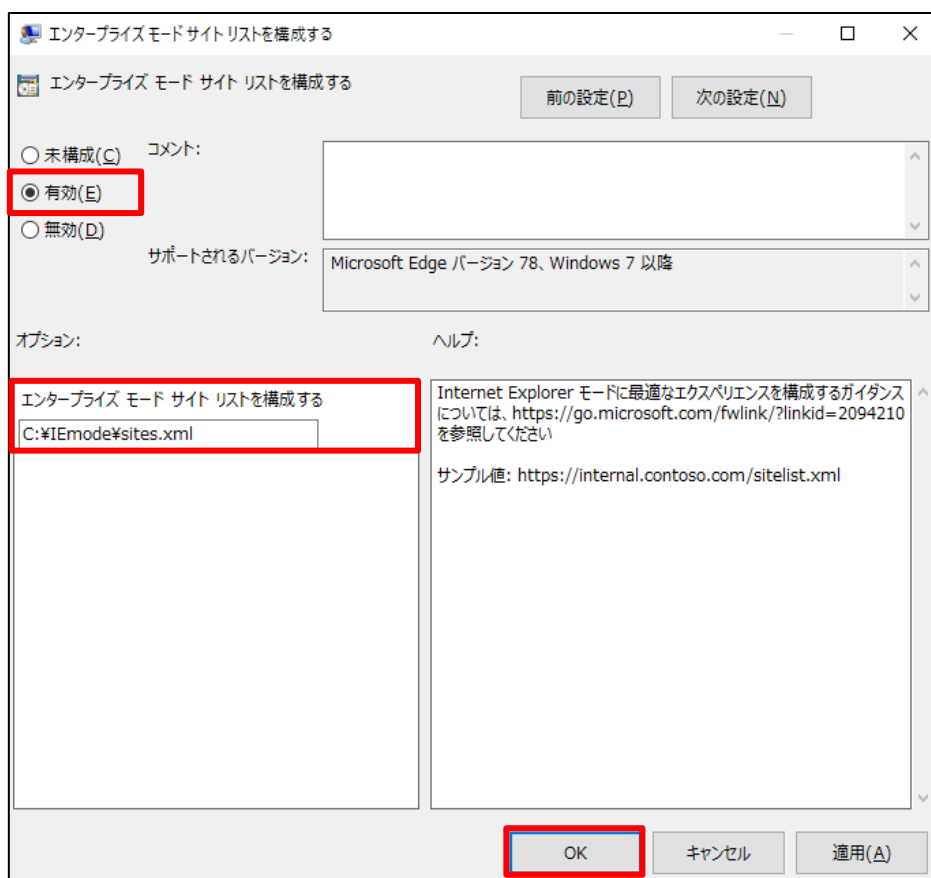 エンタープライズ モード サイト リストを構成する
エンタープライズ モード サイト リストを構成する
前の設定(P)
次の設定(N)
未構成(C)
コメント:
有効(E)
無効(D)
サポートされるバージョン:
Microsoft Edge バージョン 78、Windows 7 以降
オプション:
ヘルプ:
エンタープライズ モード サイト リストを構成する
C:¥IEmode¥sites.xml
Internet Explorer モードに最適なエクスペリエンスを構成するガイダンス
については、https://go.microsoft.com/fwlink/?linkid=2094210
を参照してください
サンプル値: https://internal.contoso.com/sitelist.xml
OK
キャンセル
適用(A)